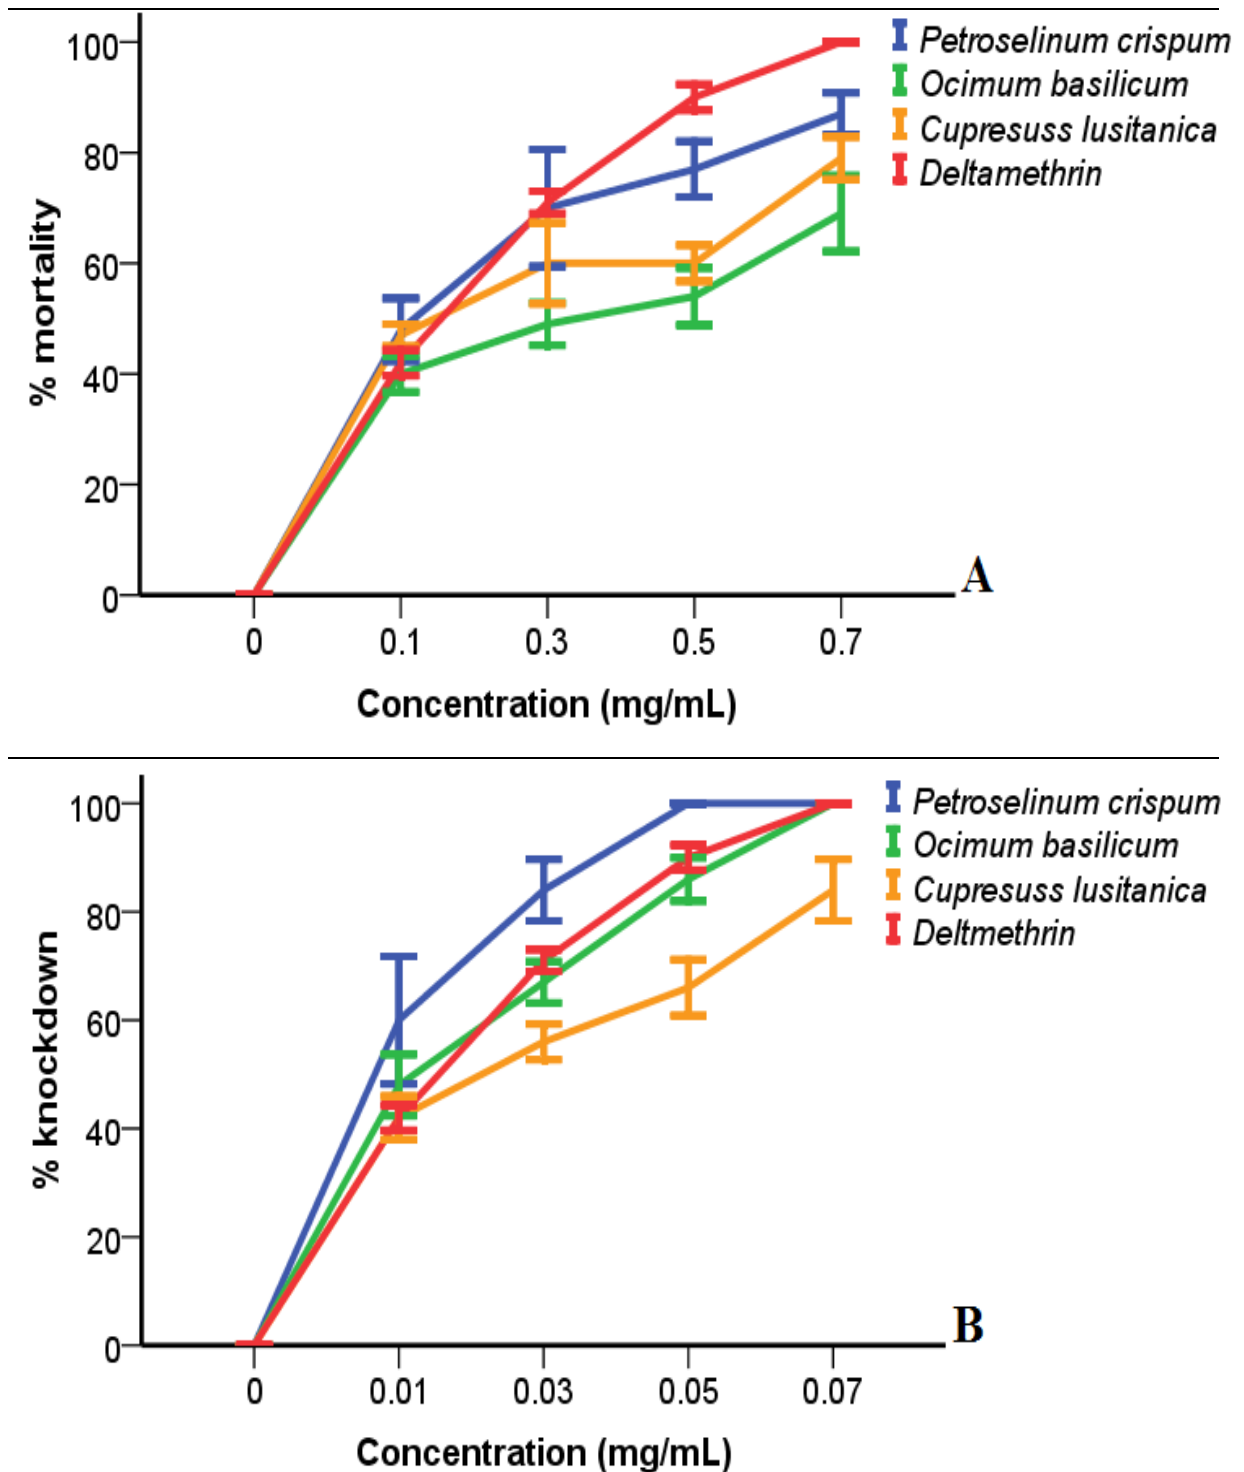 100
80
60
40
20
0
% mortality
0 0.1 0.3 0.5 0.7
Concentration (mg/mL)
Petroselinum crispum
Ocimum basilicum
Cupresuss lusitanica
Deltamethrin
A
100
80
60
40
20
0
% knockdown
0 0.01 0.03 0.05 0.07
Concentration (mg/mL)
Petroselinum crispum
Ocimum basilicum
Cupresuss lusitanica
Deltmethrin
B